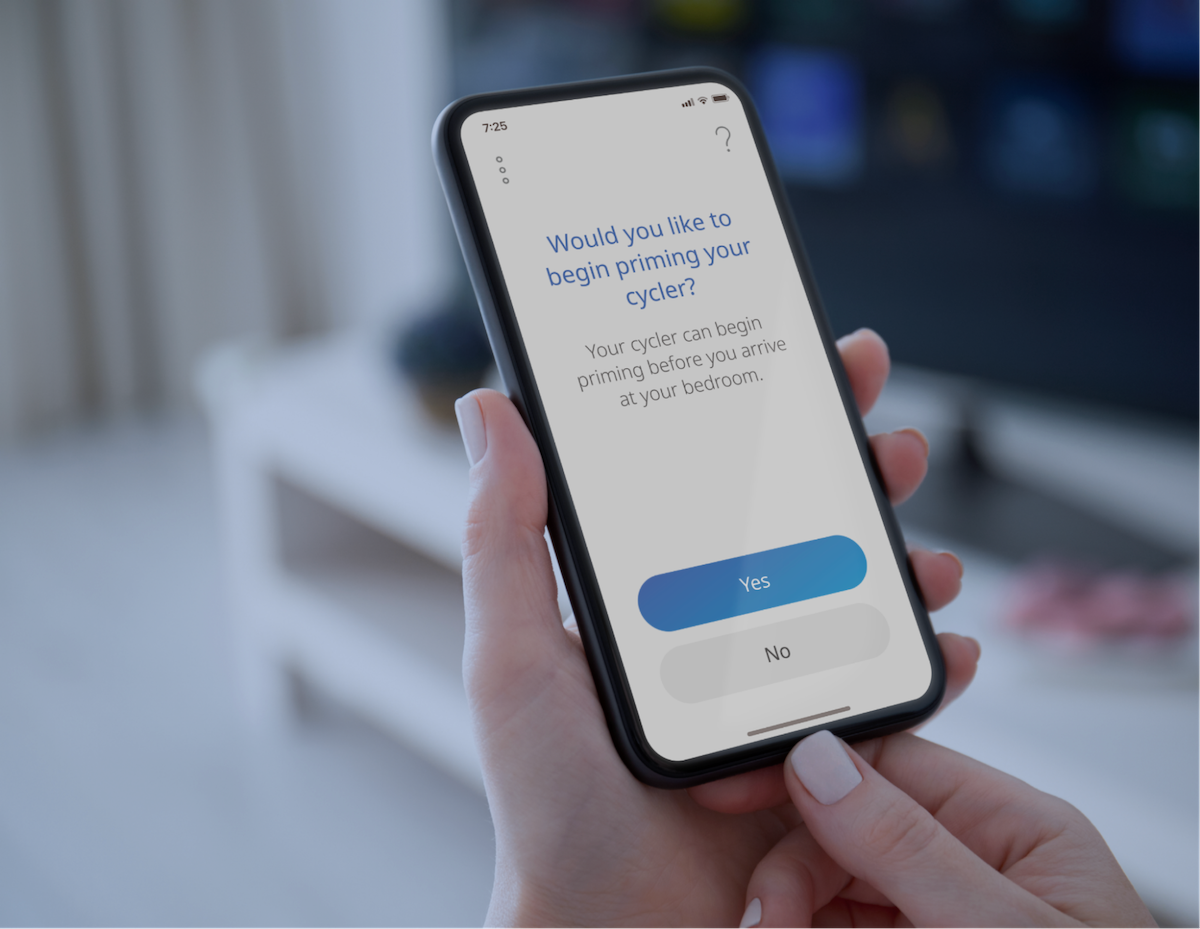 7:25
?
Would you like to
begin priming your
cycler?
Your cycler can begin
priming before you arrive
at your bedroom.
Yes
No